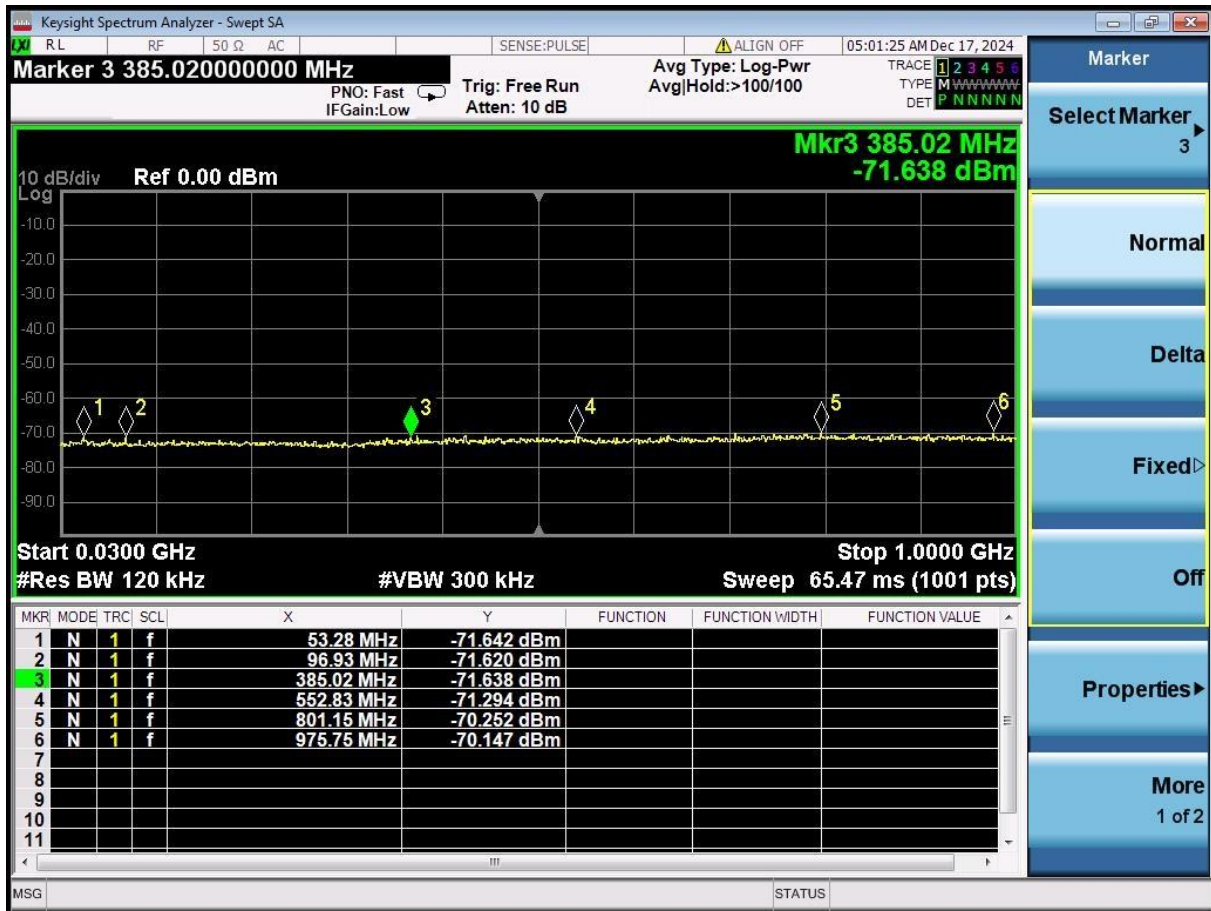 Keysight Spectrum Analyzer - Swept SA
LXI RL RF 50 Ω AC SENSE:PULSE ALIGN OFF 05:01:25 AM Dec 17, 2024
Marker 3 385.020000000 MHz
PNO: Fast
IFGain:Low
Trig: Free Run
Atten: 10 dB
Avg Type: Log-Pwr
Avg|Hold:>100/100
TRACE 1 2 3 4 5 6
TYPE M WWWWW
DET P N N N N N
Mkr3 385.02 MHz
-71.638 dBm
10 dB/div Ref 0.00 dBm
Log
-10.0
-20.0
-30.0
-40.0
-50.0
-60.0
-70.0
-80.0
-90.0
1 2 3 4 5 6
Start 0.0300 GHz Stop 1.0000 GHz
#Res BW 120 kHz #VBW 300 kHz Sweep 65.47 ms (1001 pts)
MKR MODE TRC SCL X Y FUNCTION FUNCTION WIDTH FUNCTION VALUE
1 N 1 f 53.28 MHz -71.642 dBm
2 N 1 f 96.93 MHz -71.620 dBm
3 N 1 f 385.02 MHz -71.638 dBm
4 N 1 f 552.83 MHz -71.294 dBm
5 N 1 f 801.15 MHz -70.252 dBm
6 N 1 f 975.75 MHz -70.147 dBm
7
8
9
10
11
MSG STATUS
Marker
Select Marker
3
Normal
Delta
Fixed
Off
Properties
More
1 of 2